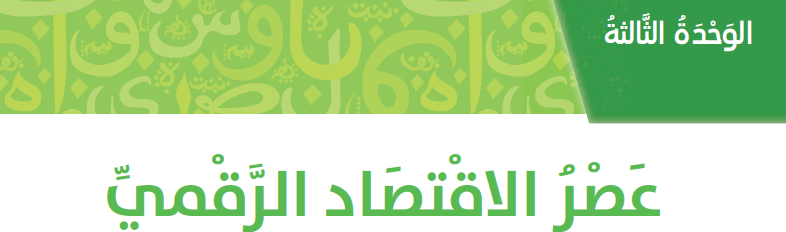 الوَحْدَةُ الثَّالثةُ
عَصْرُ الاقْتصَاد الرَّقْميِّ